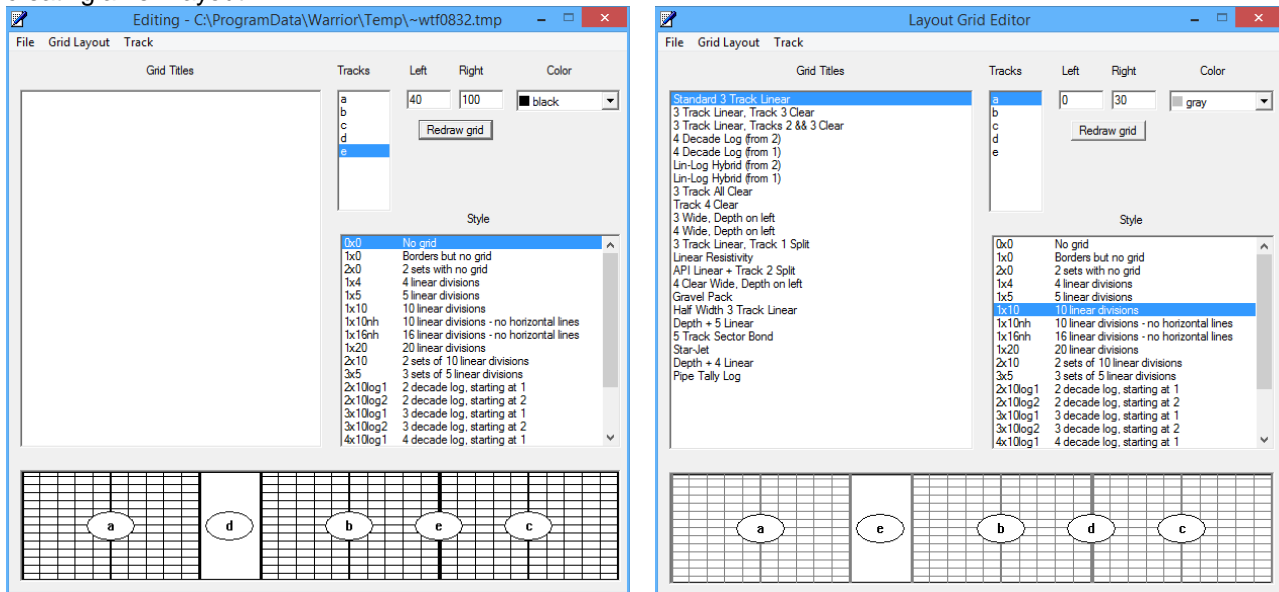 Editing - C:\ProgramData\Warrior\Temp\~wtf0832.tmp
File Grid Layout Track
Grid Titles
Tracks Left Right Color
a
b
c
d
e
40 100 black
Redraw grid
Style
0x0 No grid
1x0 Borders but no grid
2x0 2 sets with no grid
1x4 4 linear divisions
1x5 5 linear divisions
1x10 10 linear divisions
1x10nh 10 linear divisions - no horizontal lines
1x16nh 16 linear divisions - no horizontal lines
1x20 20 linear divisions
2x10 2 sets of 10 linear divisions
3x5 3 sets of 5 linear divisions
2x10log1 2 decade log, starting at 1
2x10log2 2 decade log, starting at 2
3x10log1 3 decade log, starting at 1
3x10log2 3 decade log, starting at 2
4x10log1 4 decade log, starting at 1
a d b e c
Layout Grid Editor
File Grid Layout Track
Grid Titles
Standard 3 Track Linear
3 Track Linear, Track 3 Clear
3 Track Linear, Tracks 2 && 3 Clear
4 Decade Log (from 2)
4 Decade Log (from 1)
Lin-Log Hybrid (from 2)
Lin-Log Hybrid (from 1)
3 Track All Clear
Track 4 Clear
3 Wide, Depth on left
4 Wide, Depth on left
3 Track Linear, Track 1 Split
Linear Resistivity
API Linear + Track 2 Split
4 Clear Wide, Depth on left
Gravel Pack
Half Width 3 Track Linear
Depth + 5 Linear
5 Track Sector Bond
Star-Jet
Depth + 4 Linear
Pipe Tally Log
Tracks Left Right Color
a
b
c
d
e
0 30 gray
Redraw grid
Style
0x0 No grid
1x0 Borders but no grid
2x0 2 sets with no grid
1x4 4 linear divisions
1x5 5 linear divisions
1x10 10 linear divisions
1x10nh 10 linear divisions - no horizontal lines
1x16nh 16 linear divisions - no horizontal lines
1x20 20 linear divisions
2x10 2 sets of 10 linear divisions
3x5 3 sets of 5 linear divisions
2x10log1 2 decade log, starting at 1
2x10log2 2 decade log, starting at 2
3x10log1 3 decade log, starting at 1
3x10log2 3 decade log, starting at 2
4x10log1 4 decade log, starting at 1
a e b d c